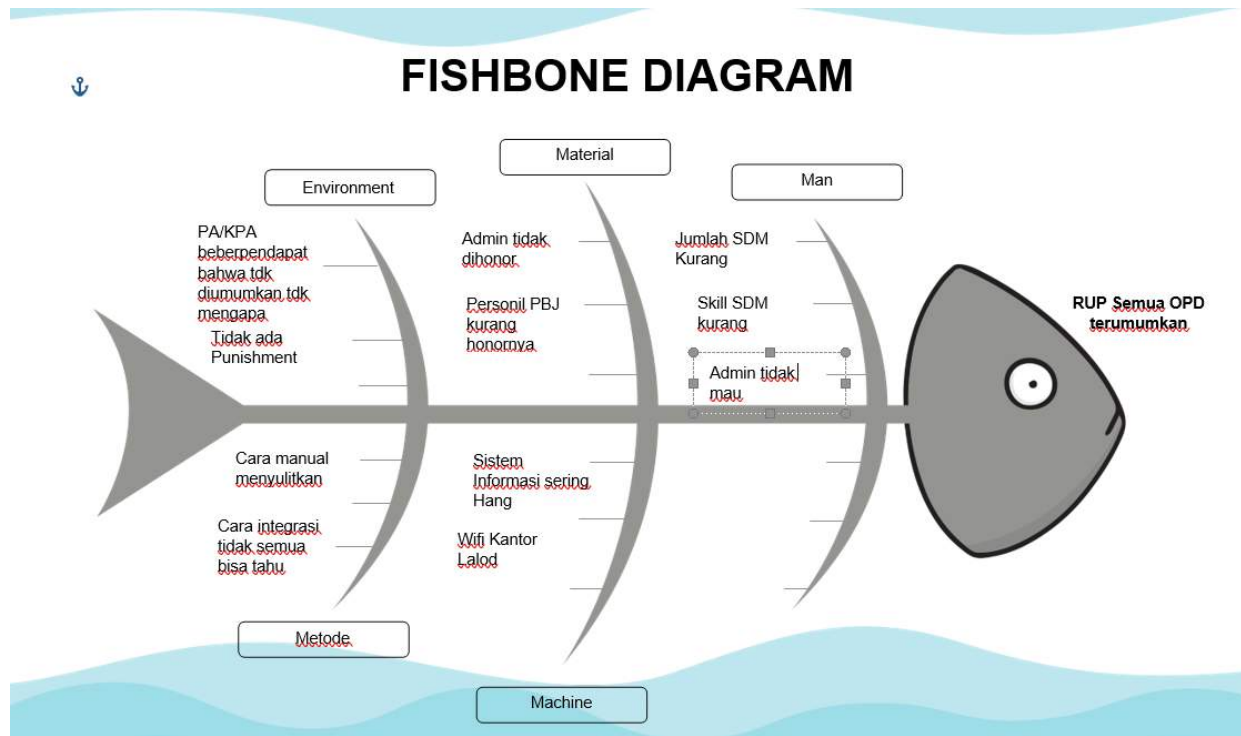 FISHBONE DIAGRAM
Material
Man
Environment
PA/KPA
beberpendapat
bahwa tdk
diumumkan tdk
mengapa
Tidak ada
Punishment
Admin tidak
dihonor
Personil PBJ
kurang
honornya
Jumlah SDM
Kurang
Skill SDM
kurang
Admin tidak
mau
RUP Semua OPD
terumumkan
Cara manual
menyulitkan
Cara integrasi
tidak semua
bisa tahu
Sistem
Informasi sering
Hang
Wifi Kantor
Lalod
Metode
Machine